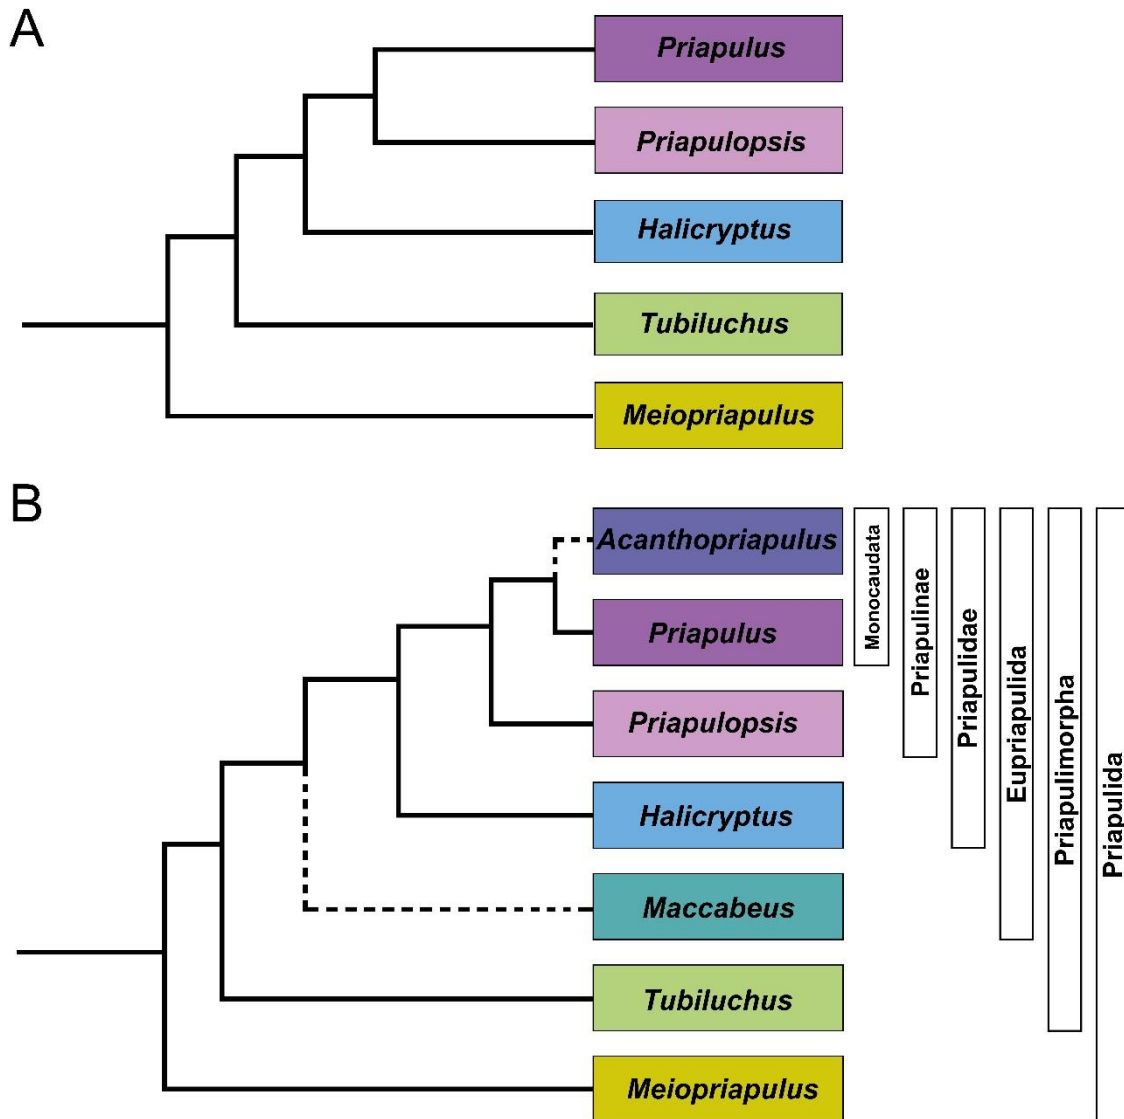 A
Priapulus
Priapulopsis
Halicryptus
Tubiluchus
Meiopriapulus
B
Acanthopriapulus
Priapulus
Priapulopsis
Halicryptus
Maccabeus
Tubiluchus
Meiopriapulus
Monocaudata
Priapulinae
Priapulidae
Eupriapulida
Priapulimorpha
Priapulida